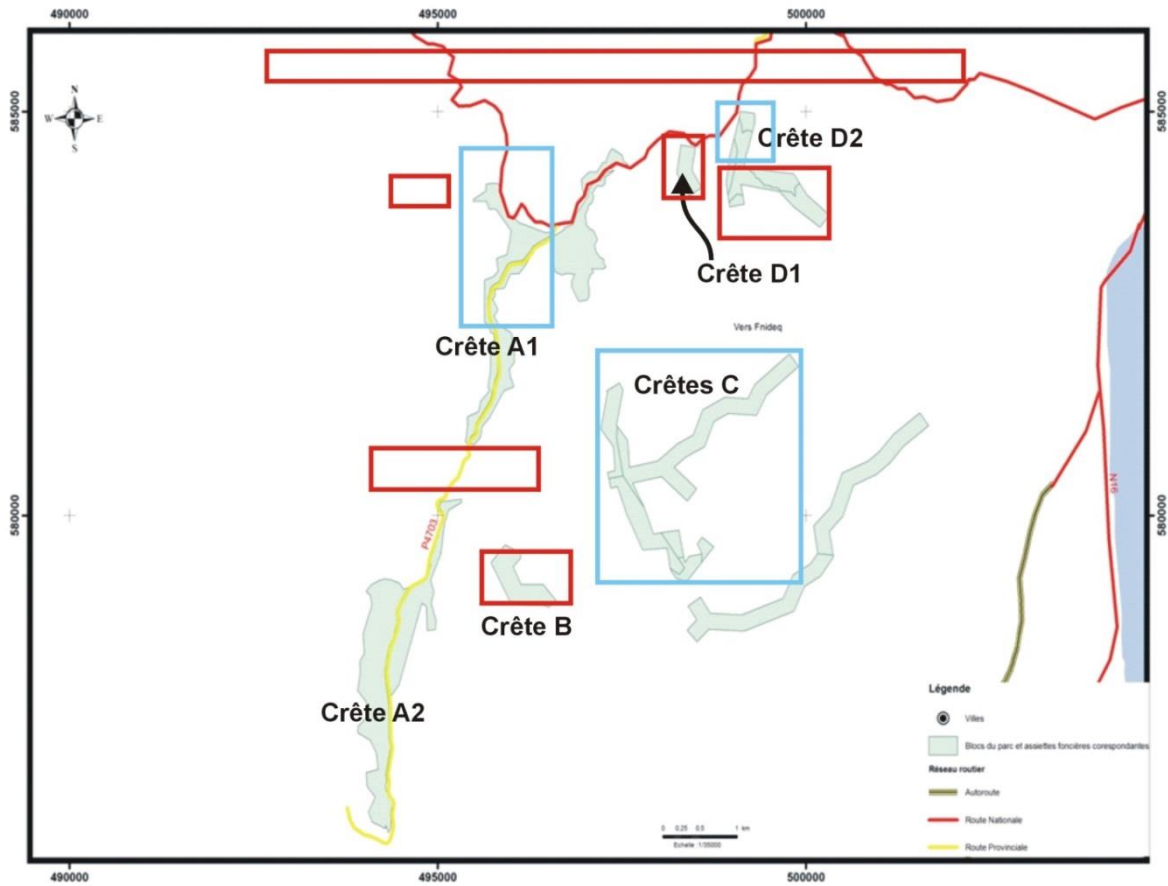 490000 495000 500000
N
W E
S
585000
585000
Crête D2
Crête D1
Vers Fnideq
Crête A1
Crêtes C
N16
580000
580000
P4703
Crête B
Crête A2
Légende
Villes
Blocs du parc et assiettes foncières corespondantes
Réseau routier
Autoroute
Route Nationale
Route Provinciale
0 0.25 0.5 1 km
Echelle : 1/35000
490000 495000 500000